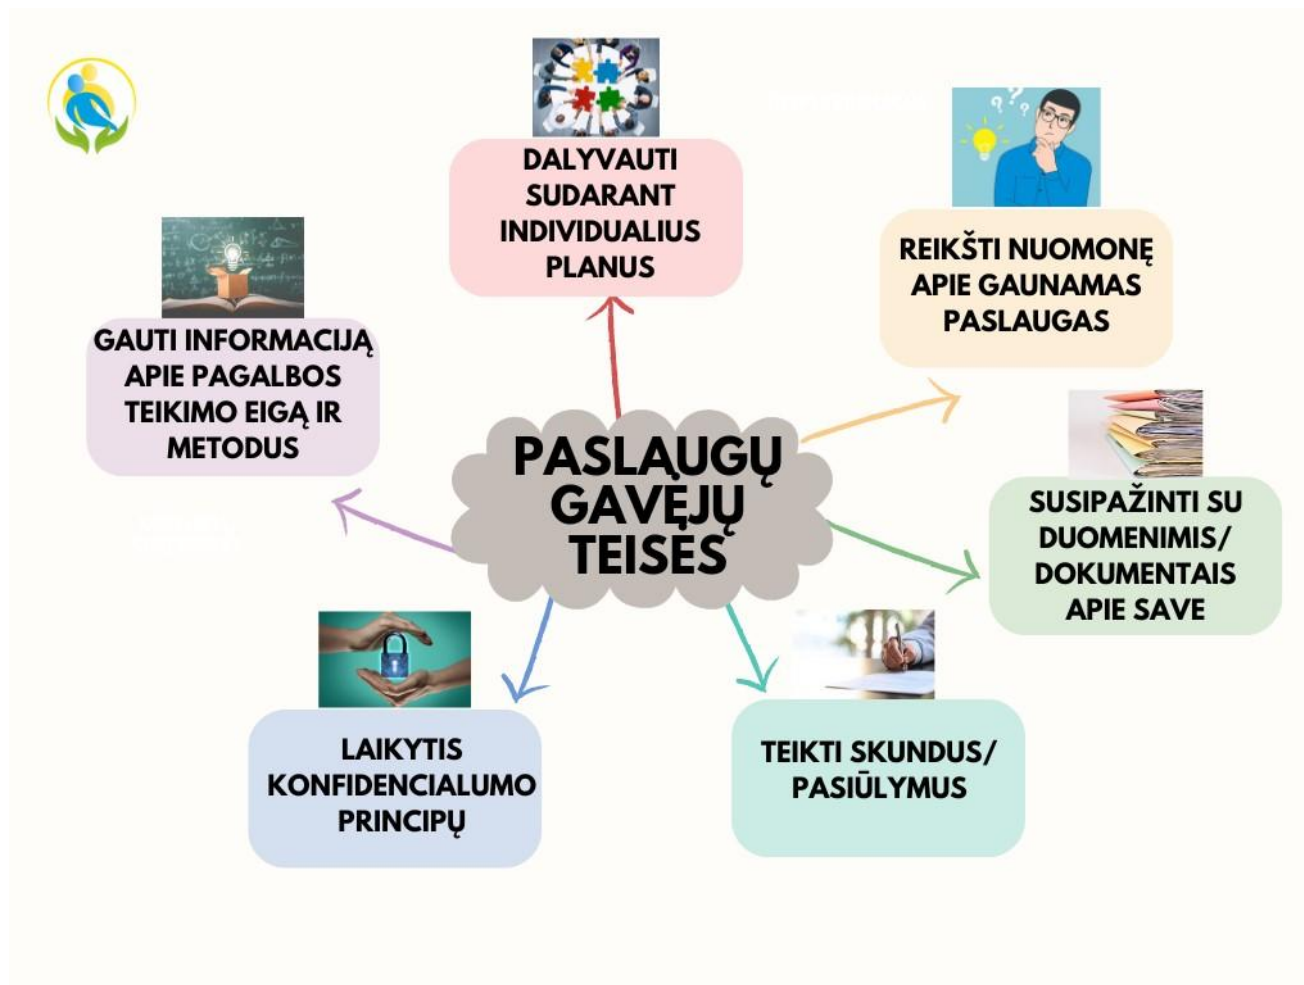 DALYVAUTI
SUDARANT
INDIVIDUALIUS
PLANUS
REIKŠTI NUOMONĘ
APIE GAUNAMAS
PASLAUGAS
GAUTI INFORMACIJĄ
APIE PAGALBOS
TEIKIMO EIGĄ IR
METODUS
PASLAUGŲ
GAVĖJŲ
TEISĖS
SUSIPAŽINTI SU
DUOMENIMIS/
DOKUMENTAIS
APIE SAVE
LAIKYTIS
KONFIDENCIALUMO
PRINCIPŲ
TEIKTI SKUNDUS/
PASIŪLYMUS